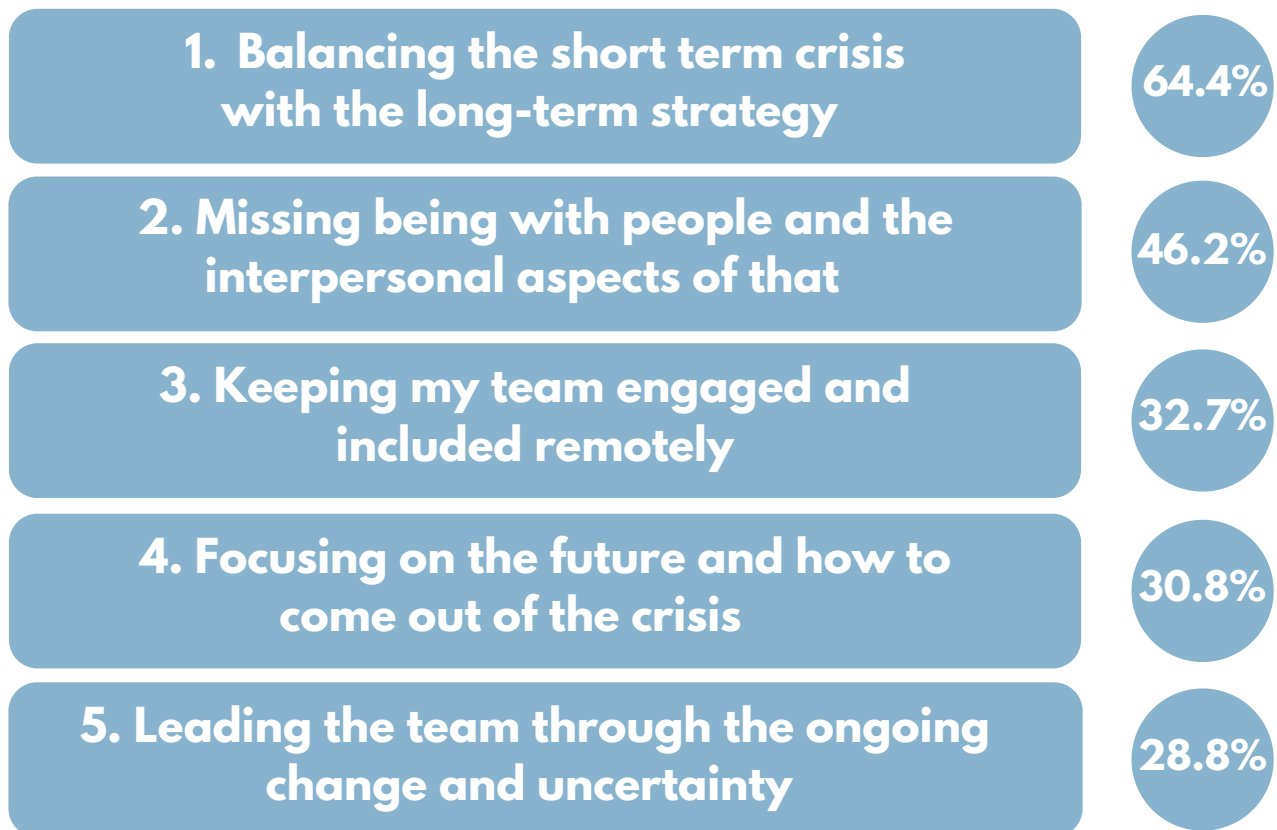 1. Balancing the short term crisis
with the long-term strategy
64.4%
2. Missing being with people and the
interpersonal aspects of that
46.2%
3. Keeping my team engaged and
included remotely
32.7%
4. Focusing on the future and how to
come out of the crisis
30.8%
5. Leading the team through the ongoing
change and uncertainty
28.8%